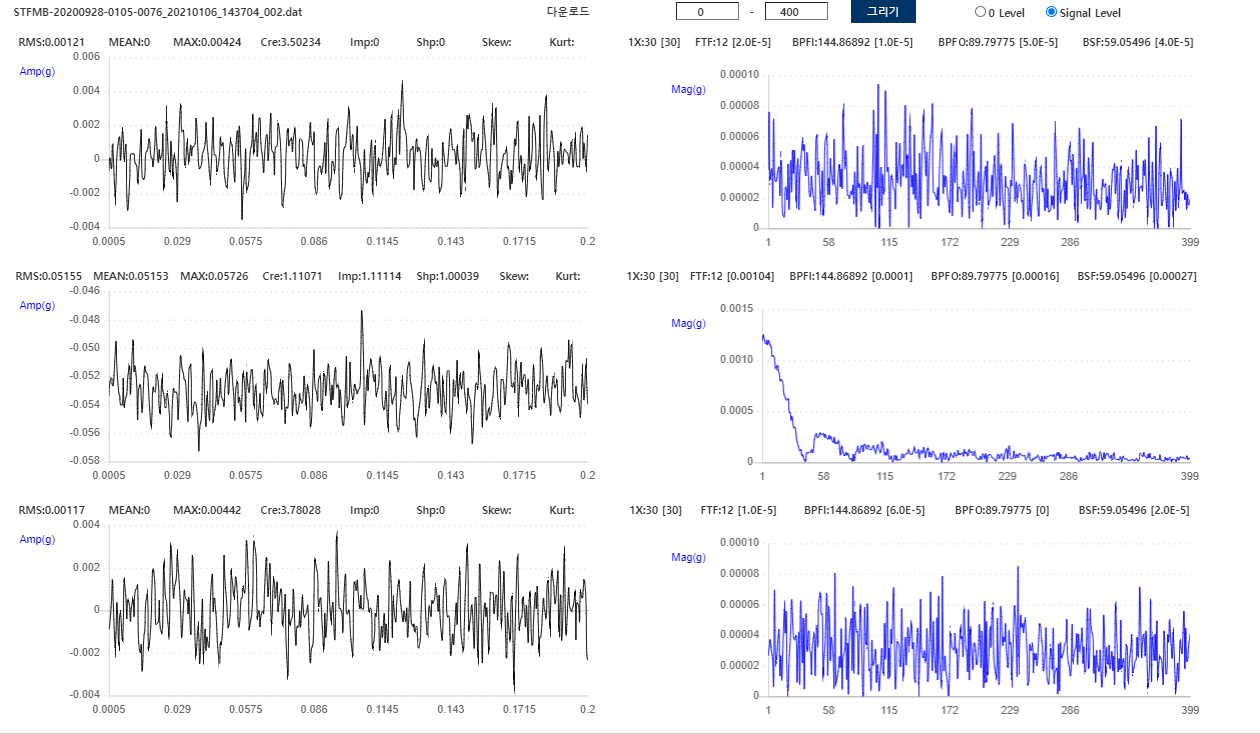 STFMB-20200928-0105-0076_20210106_143704_002.dat 다운로드 0 - 400 그리기 0 Level Signal Level
RMS:0.00121 MEAN:0 MAX:0.00424 Cre:3.50234 Imp:0 Shp:0 Skew: Kurt:
Amp(g)
0.006
0.004
0.002
0
-0.002
-0.004
0.0005 0.029 0.0575 0.086 0.1145 0.143 0.1715 0.2
1X:30 [30] FTF:12 [2.0E-5] BPFI:144.86892 [1.0E-5] BPFO:89.79775 [5.0E-5] BSF:59.05496 [4.0E-5]
Mag(g)
0.00010
0.00008
0.00006
0.00004
0.00002
0
1 58 115 172 229 286 399
RMS:0.05155 MEAN:0.05153 MAX:0.05726 Cre:1.11071 Imp:1.11114 Shp:1.00039 Skew: Kurt:
Amp(g)
-0.046
-0.048
-0.050
-0.052
-0.054
-0.056
-0.058
0.0005 0.029 0.0575 0.086 0.1145 0.143 0.1715 0.2
1X:30 [30] FTF:12 [0.00104] BPFI:144.86892 [0.0001] BPFO:89.79775 [0.00016] BSF:59.05496 [0.00027]
Mag(g)
0.0015
0.0010
0.0005
0
1 58 115 172 229 286 399
RMS:0.00117 MEAN:0 MAX:0.00442 Cre:3.78028 Imp:0 Shp:0 Skew: Kurt:
Amp(g)
0.004
0.002
0
-0.002
-0.004
0.0005 0.029 0.0575 0.086 0.1145 0.143 0.1715 0.2
1X:30 [30] FTF:12 [1.0E-5] BPFI:144.86892 [6.0E-5] BPFO:89.79775 [0] BSF:59.05496 [2.0E-5]
Mag(g)
0.00010
0.00008
0.00006
0.00004
0.00002
0
1 58 115 172 229 286 399